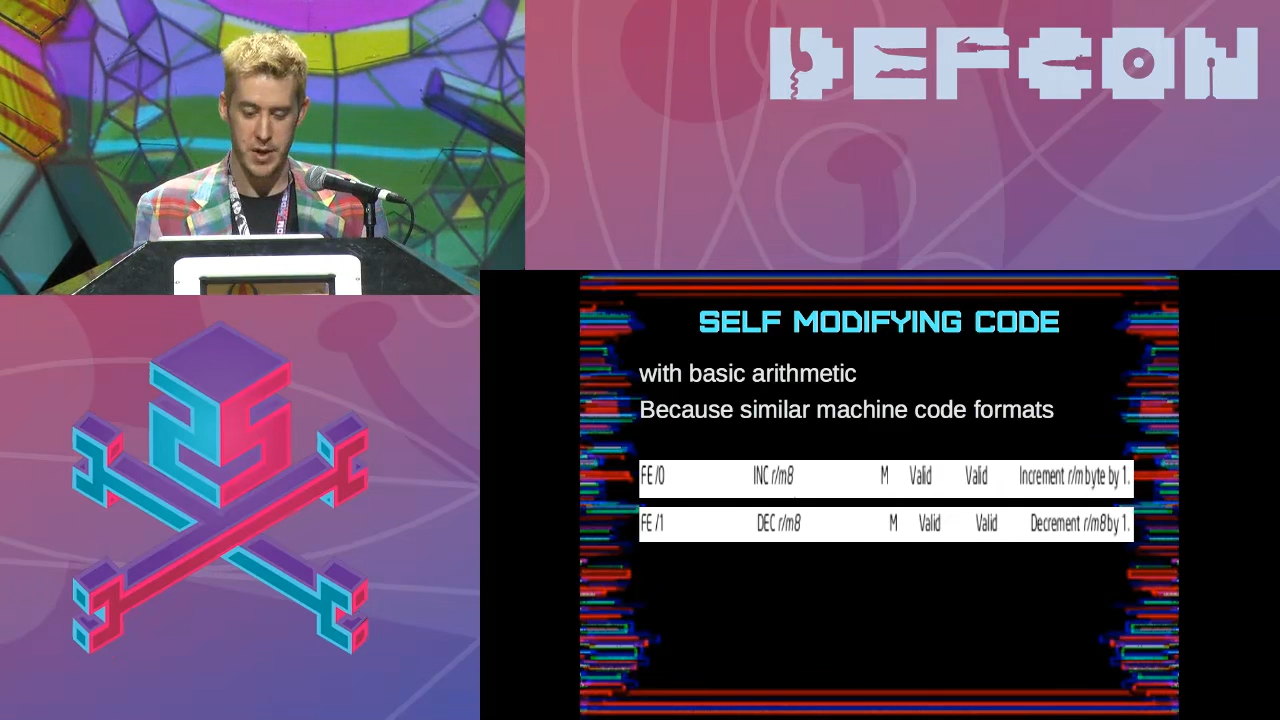 DEFCON
SELF MODIFYING CODE
with basic arithmetic
Because similar machine code formats
FE /0 INC r/m8 M Valid Valid Increment r/m byte by 1.
FE /1 DEC r/m8 M Valid Valid Decrement r/m8 by 1.